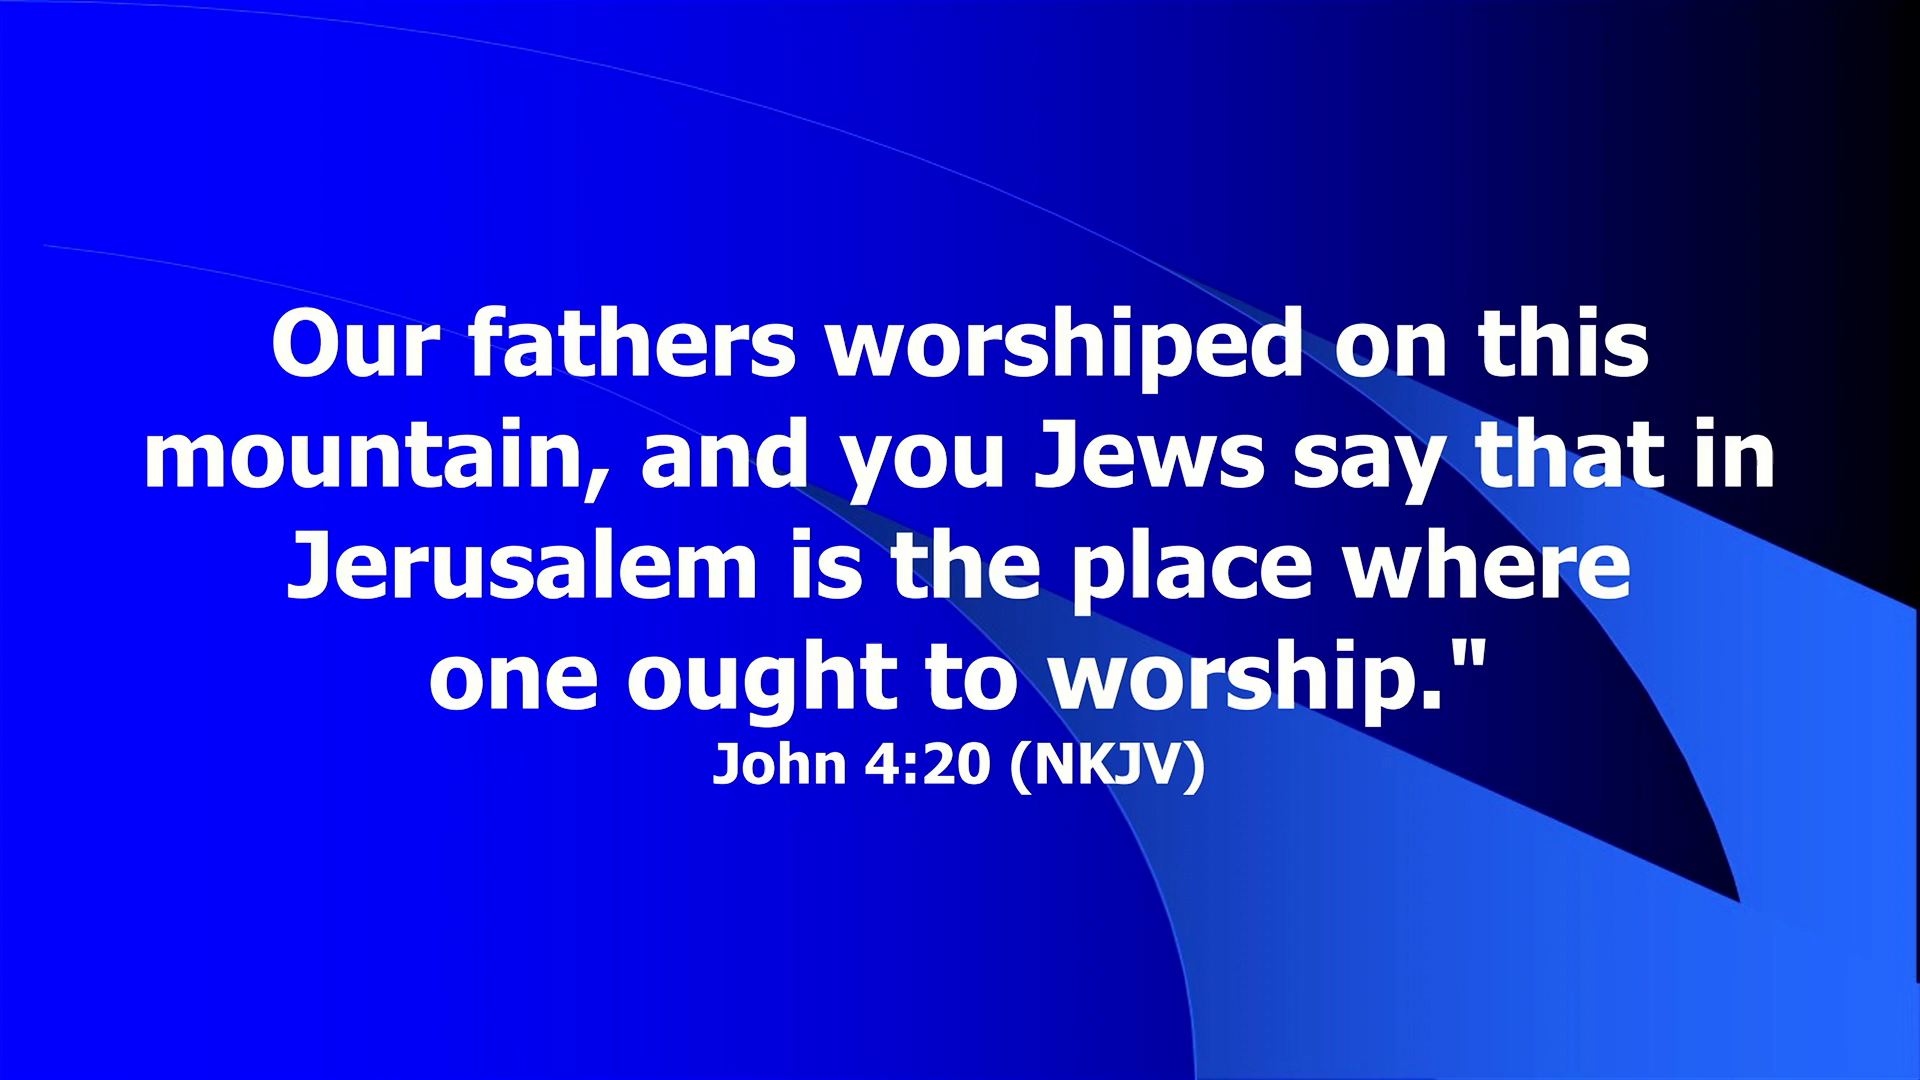 Our fathers worshiped on this
mountain, and you Jews say that in
Jerusalem is the place where
one ought to worship."
John 4:20 (NKJV)